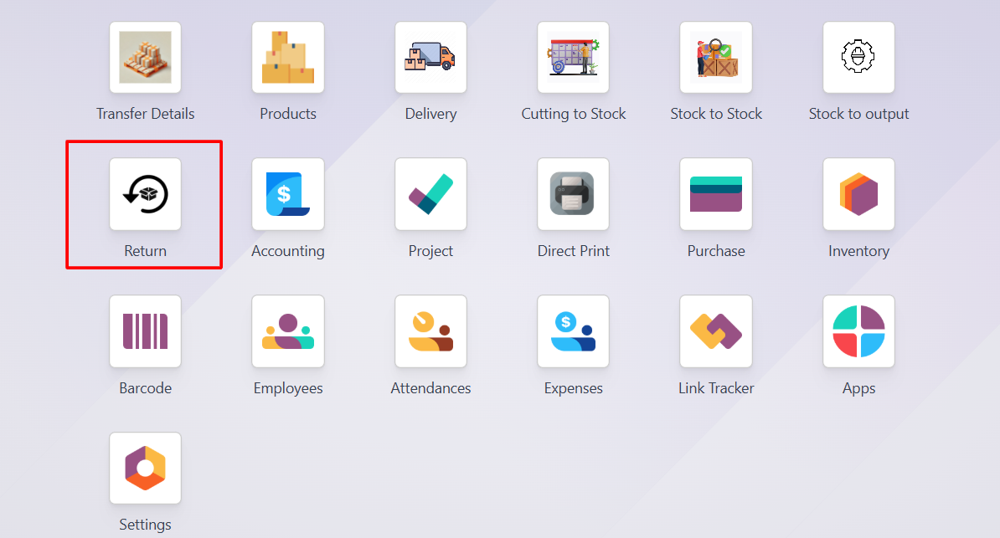 Transfer Details
Products
Delivery
Cutting to Stock
Stock to Stock
Stock to output
Return
Accounting
Project
Direct Print
Purchase
Inventory
Barcode
Employees
Attendances
Expenses
Link Tracker
Apps
Settings